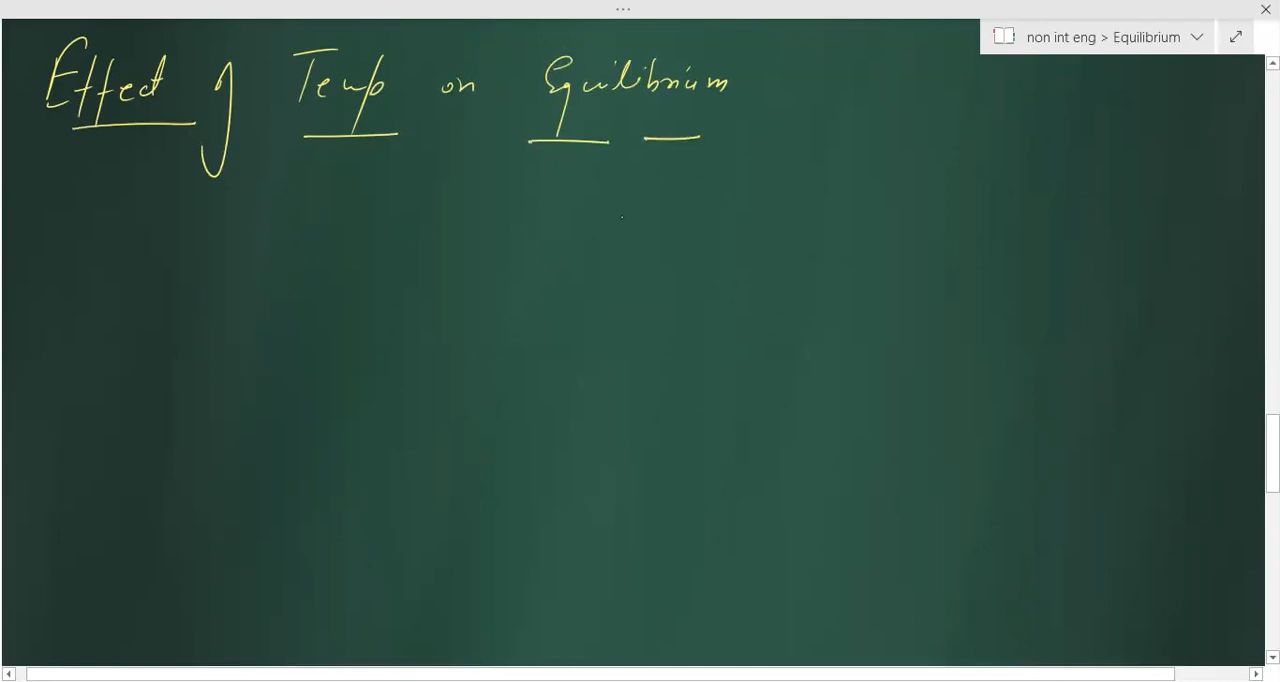 non int eng > Equilibrium
Effect of Temp on Equilibrium